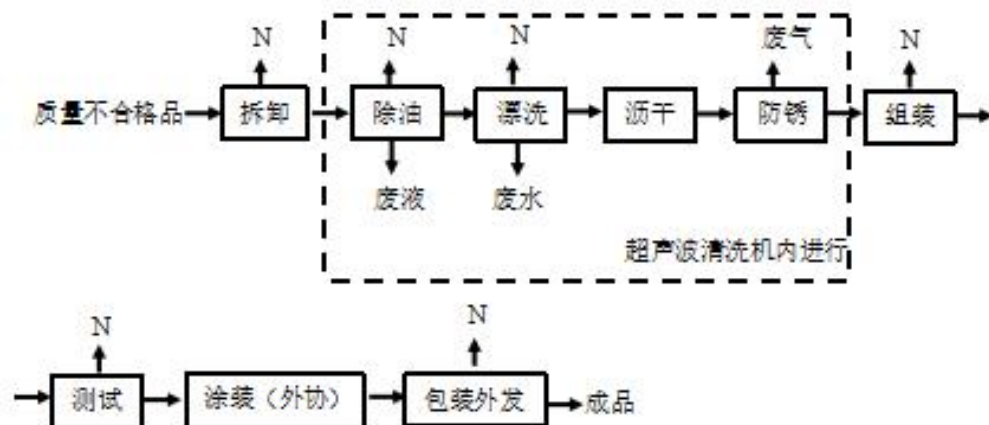 N N N 废气 N
质量不合格品 拆卸 除油 漂洗 沥干 防锈 组装
废液 废水
超声波清洗机内进行
N N
测试 涂装（外协） 包装外发 成品